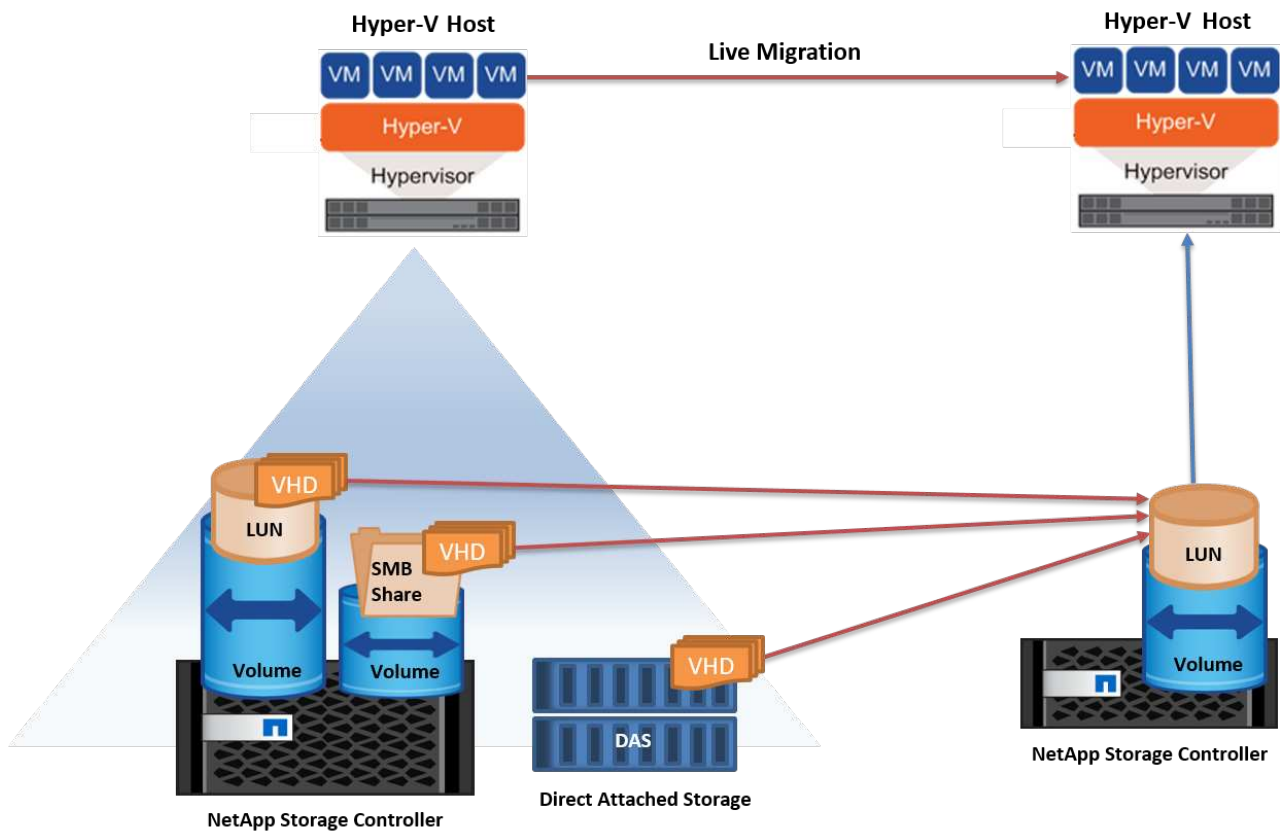 Hyper-V Host
Hyper-V Host
Live Migration
VM VM VM VM
VM VM VM VM
Hyper-V
Hyper-V
Hypervisor
Hypervisor
VHD
LUN
VHD
SMB
Share
LUN
VHD
Volume
Volume
Volume
DAS
NetApp Storage Controller
Direct Attached Storage
NetApp Storage Controller